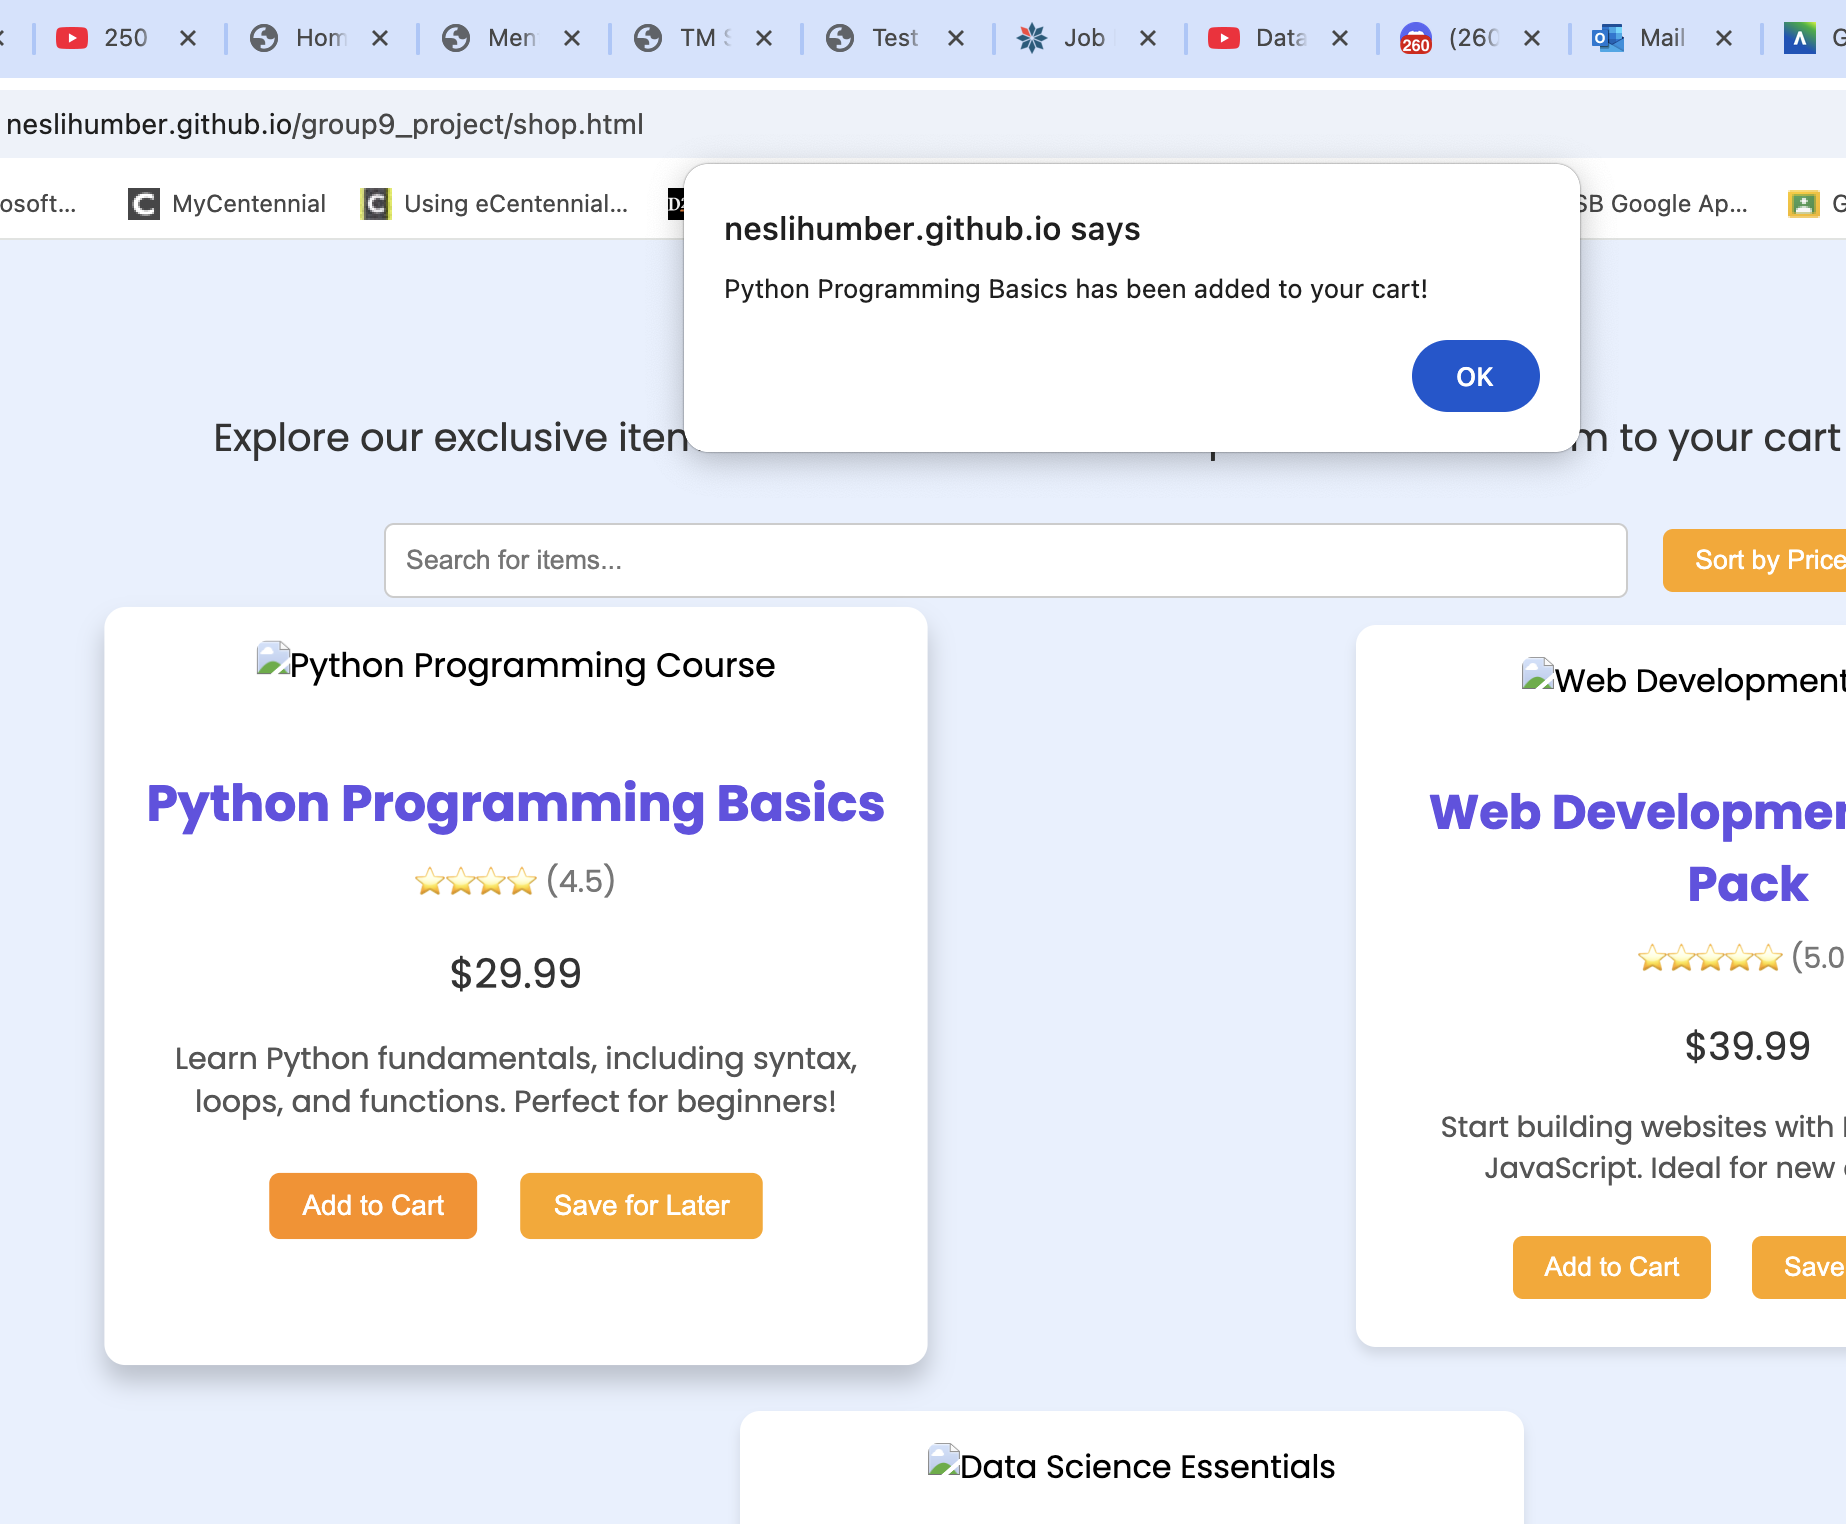 250 Hom Men TM S Test Job Data (260 Mail G
neslihumber.github.io/group9_project/shop.html
osoft... MyCentennial Using eCentennial... SB Google Ap... G
neslihumber.github.io says
Python Programming Basics has been added to your cart!
OK
Explore our exclusive item m to your cart
Search for items...
Sort by Price
Python Programming Course
Python Programming Basics
(4.5)
$29.99
Learn Python fundamentals, including syntax,
loops, and functions. Perfect for beginners!
Add to Cart Save for Later
Web Development
Web Developmen
Pack
(5.0
$39.99
Start building websites with
JavaScript. Ideal for new
Add to Cart Save
Data Science Essentials